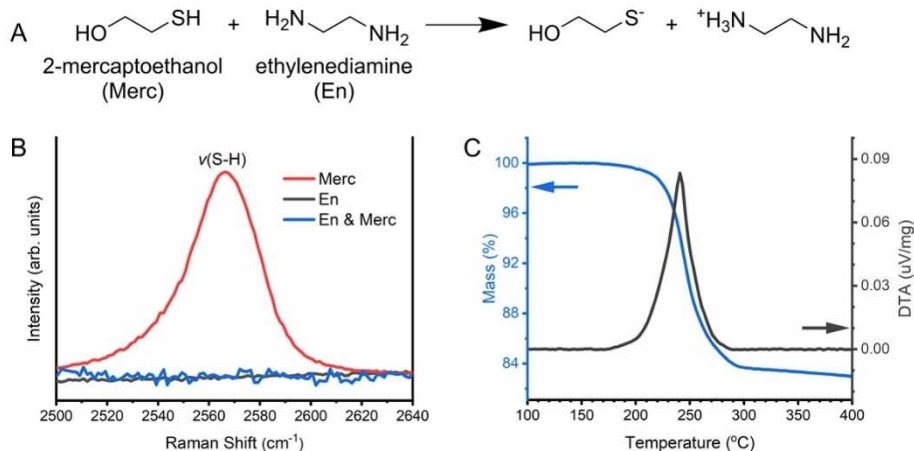 A
HO SH + H₂N NH₂ HO S⁻ + ⁺H₃N NH₂
2-mercaptoethanol ethylenediamine
(Merc) (En)
B
ν(S-H)
Merc
En
En & Merc
Intensity (arb. units)
2500 2520 2540 2560 2580 2600 2620 2640
Raman Shift (cm⁻¹)
C
100
96
92
88
84
Mass (%)
0.09
0.06
0.03
0.00
DTA (uV/mg)
100 150 200 250 300 350 400
Temperature (ºC)